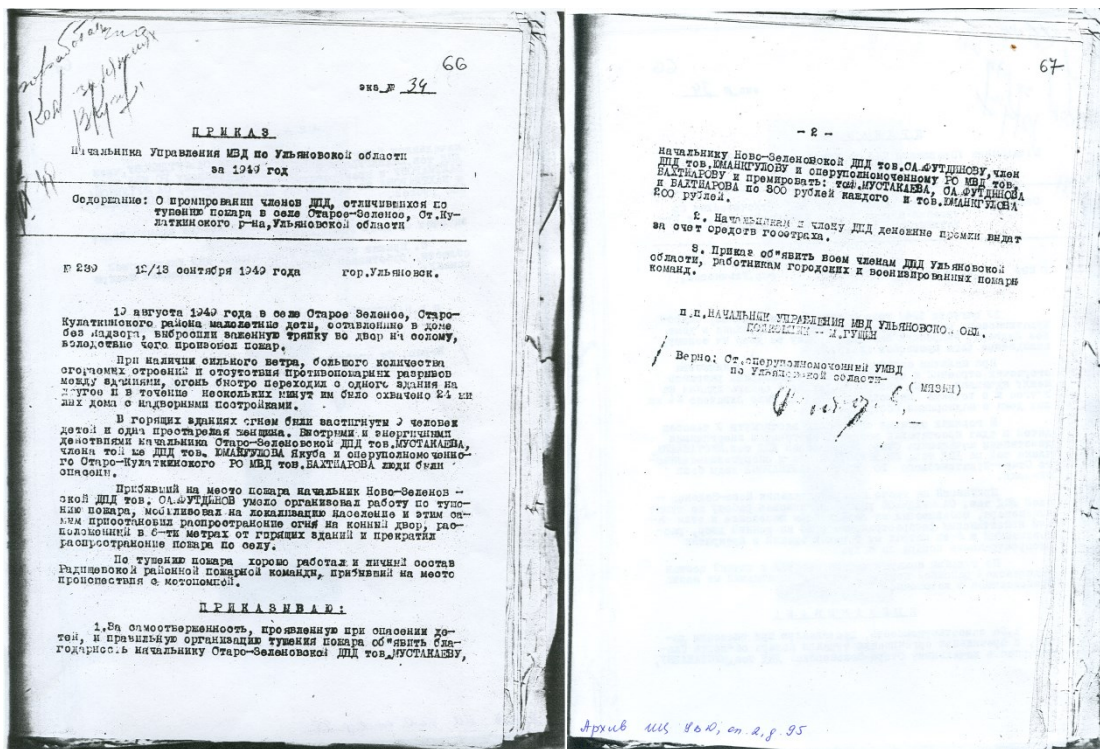 66
экз № 34
ПРИКАЗ
Начальника Управления МВД по Ульяновской области
за 1949 год
Содержание: О премировании членов ДПД, отличившихся по
тушению пожара в селе Старое-Зеленое, Ст.Ку-
латкинского р-на, Ульяновской области
№ 239 12/13 сентября 1949 года гор.Ульяновск.
19 августа 1949 года в селе Старое Зеленое, Старо-
Кулаткинского района малолетние дети, оставленные в доме
без надзора, выбросили зажженную тряпку во двор на солому,
вследствие чего произошел пожар.
При наличии сильного ветра, большого количества
сгораемых строений и отсутствия противопожарных разрывов
между зданиями, огонь быстро переходил с одного здания на
другое и в течение нескольких минут им было охвачено 24 жи
лых дома с надворными постройками.
В горящих зданиях огнем были застигнуты 9 человек
детей и одна престарелая женщина. Быстрыми и энергичными
действиями начальника Старо-Зеленовской ДПД тов.МУСТАКАЕВА,
члена той же ДПД тов. ЮМАНГУЛОВА Якуба и оперуполномоченно-
го Старо-Кулаткинского РО МВД тов.БАХТИАРОВА люди были
спасены.
Прибывший на место пожара начальник Ново-Зеленов -
ской ДПД тов. САФУТДИНОВ умело организовал работу по туше-
нию пожара, мобилизовал на локализацию население и этим са-
мым приостановил распространение огня на конный двор, рас-
положенный в 6-ти метрах от горящих зданий и прекратил
распространение пожара по селу.
По тушению пожара хорошо работал и личный состав
Радищевской районной пожарной команды, прибывший на место
происшествия с мотопомпой.
ПРИКАЗЫВАЮ:
1.За самоотверженность, проявленную при спасении де-
тей, и правильную организацию тушения пожара об"явить бла-
годарность начальнику Старо-Зеленовской ДПД тов.МУСТАКАЕВУ,
67
- 2 -
начальнику Ново-Зеленовской ДПД тов.САФУТДИНОВУ, член
ДПД тов.ЮМАНГУЛОВУ и оперуполномоченному РО МВД тов.
БАХТИАРОВУ и премировать: тов.МУСТАКАЕВА, САФУТДИНОВА
и БАХТИАРОВА по 300 рублей каждого и тов.ЮМАНГУЛОВА
200 рублей.
2. Начальникам и члену ДПД денежные премии выдат
за счет средств госстраха.
3. Приказ об"явить всем членам ДПД Ульяновской
области, работникам городских и военизированных пожарн
команд.
п.п.НАЧАЛЬНИК УПРАВЛЕНИЯ МВД УЛЬЯНОВСКОЙ ОБЛ.
ПОЛКОВНИК - И.ГУЩИН
Верно: Ст.оперуполномоченный УМВД
по Ульяновской области-
(МЯЗИН)
Архив ИЦ УВД, оп.2, д.95